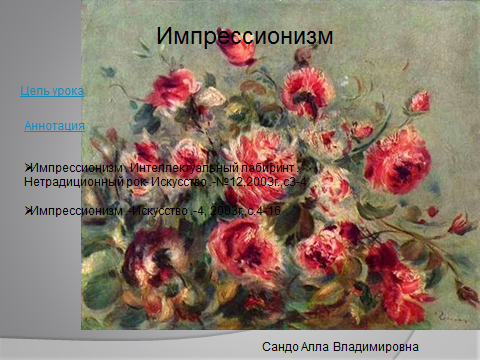 Импрессионизм
Цель урока
Аннотация
➢Импрессионизм. Интеллектуальный лабиринт.-
Нетрадиционный рок-Искусство,-№12.2003г.,с3-4
➢Импрессионизм.-Искусство.-4, 2003г.,с.4-16
Сандо Алла Владимировна